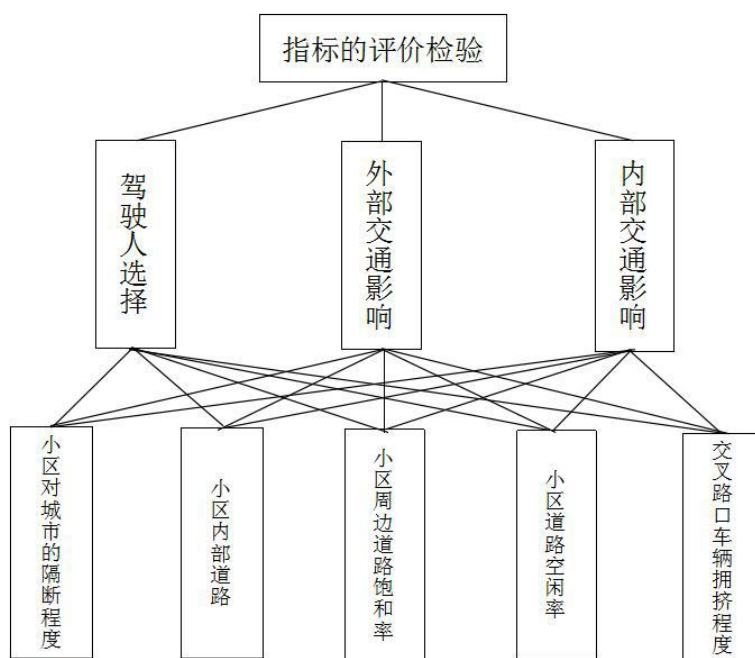 指标的评价检验
驾驶人选择
外部交通影响
内部交通影响
小区对城市的隔断程度
小区内部道路
小区周边道路饱和率
小区道路空闲率
交叉路口车辆拥挤程度